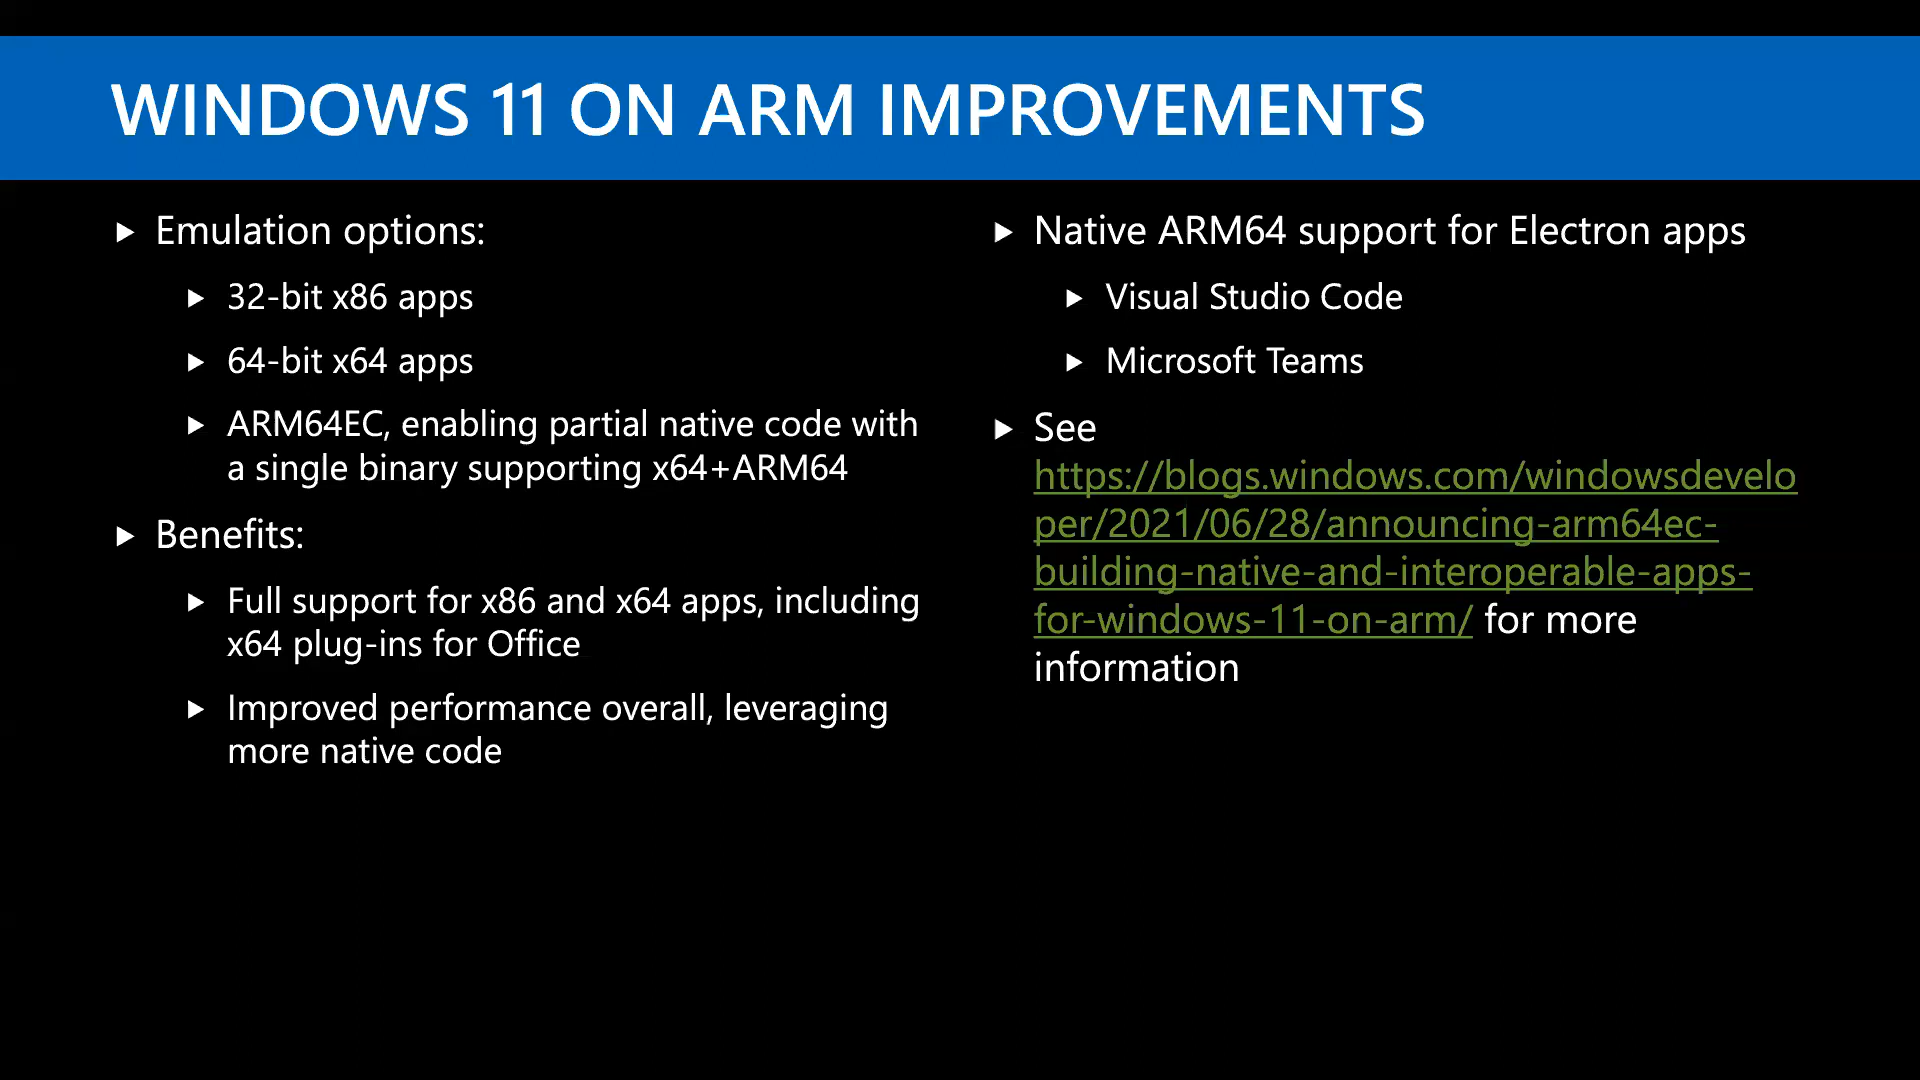 WINDOWS 11 ON ARM IMPROVEMENTS
Emulation options:
32-bit x86 apps
64-bit x64 apps
ARM64EC, enabling partial native code with
a single binary supporting x64+ARM64
Benefits:
Full support for x86 and x64 apps, including
x64 plug-ins for Office
Improved performance overall, leveraging
more native code
Native ARM64 support for Electron apps
Visual Studio Code
Microsoft Teams
See
https://blogs.windows.com/windowsdevelo
per/2021/06/28/announcing-arm64ec-
building-native-and-interoperable-apps-
for-windows-11-on-arm/ for more
information